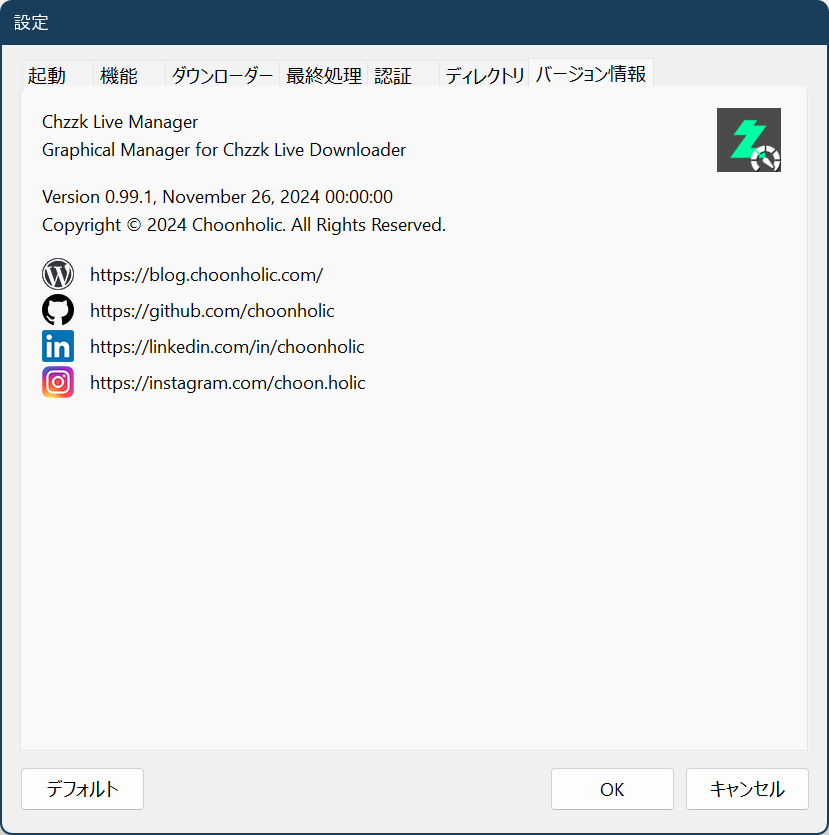 設定
起動 機能 ダウンローダー 最終処理 認証 ディレクトリ バージョン情報
Chzzk Live Manager
Graphical Manager for Chzzk Live Downloader
Version 0.99.1, November 26, 2024 00:00:00
Copyright © 2024 Choonholic. All Rights Reserved.
https://blog.choonholic.com/
https://github.com/choonholic
https://linkedin.com/in/choonholic
https://instagram.com/choon.holic
デフォルト OK キャンセル